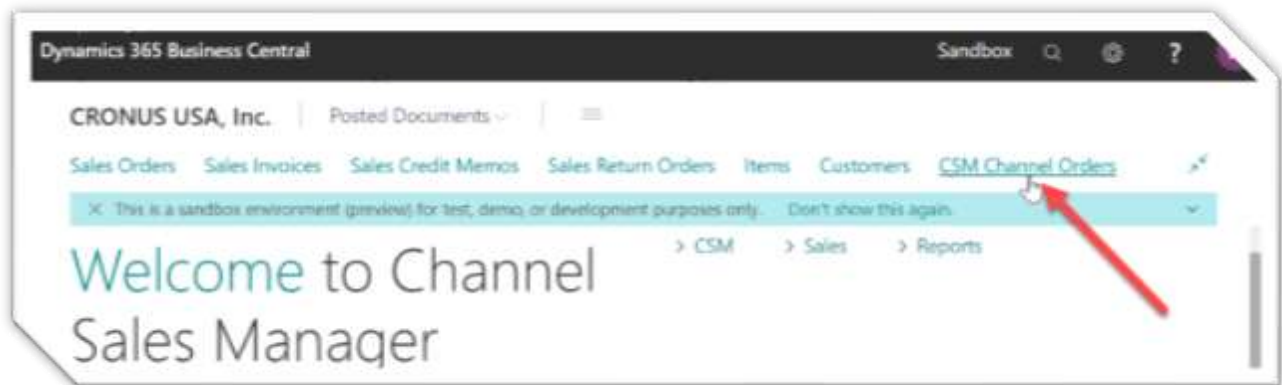 Dynamics 365 Business Central Sandbox ?
CRONUS USA, Inc. Posted Documents
Sales Orders Sales Invoices Sales Credit Memos Sales Return Orders Items Customers CSM Channel Orders
This is a sandbox environment (preview) for test, demo, or development purposes only. Don't show this again.
> CSM > Sales > Reports
Welcome to Channel
Sales Manager